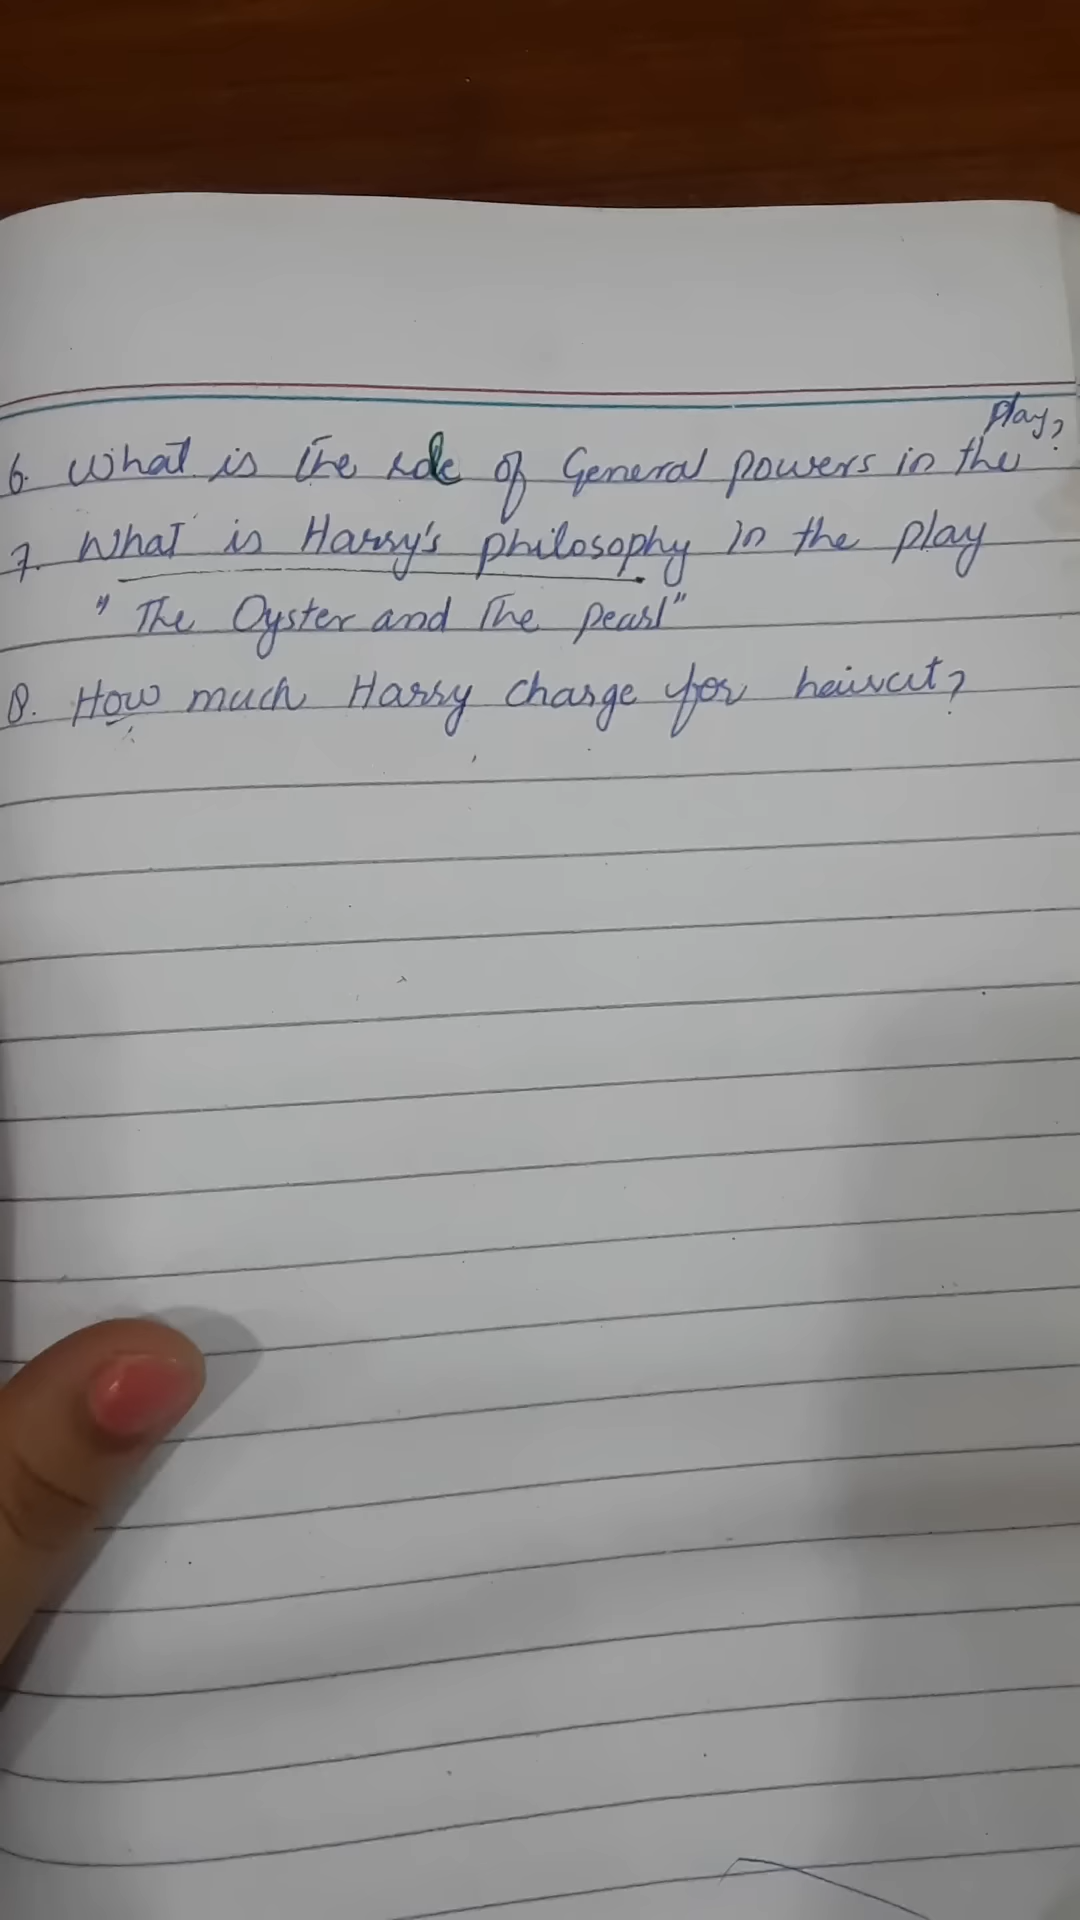 play?
6. What is the role of General powers in the
7. What is Harry's philosophy in the play
" The Oyster and The pearl"
8. How much Harry charge for haircut?